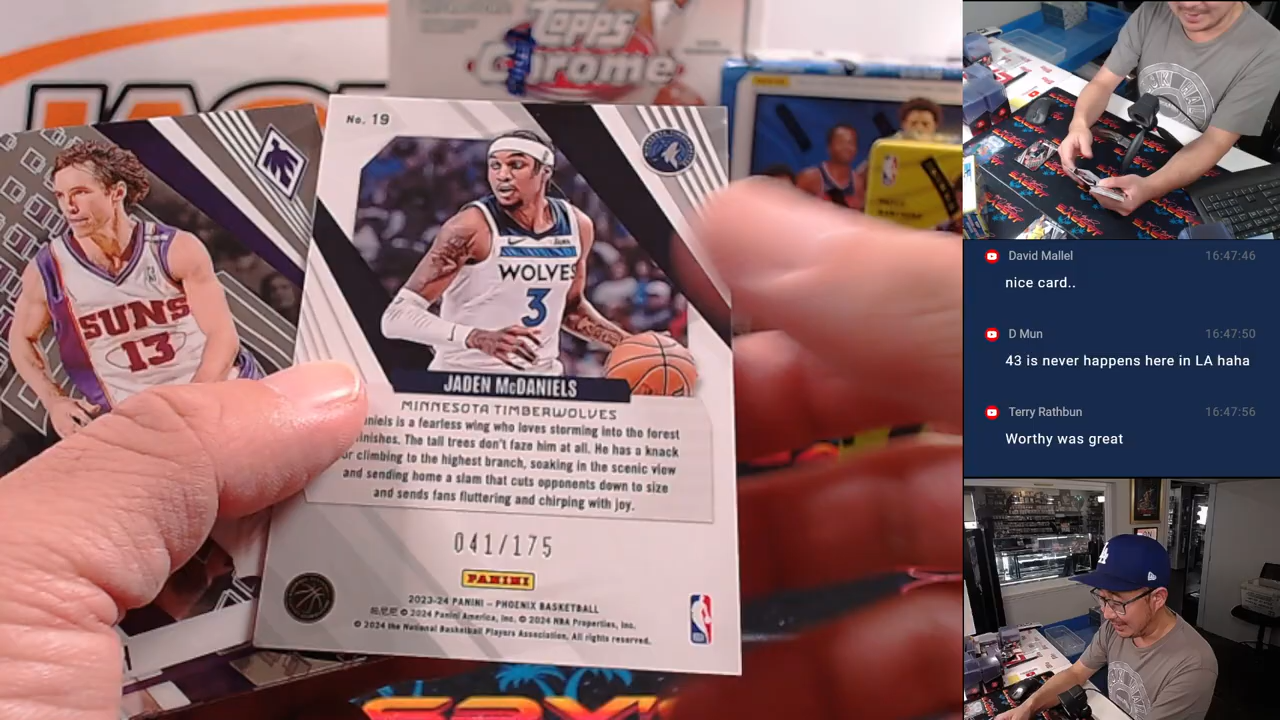 Topps
Chrome
SUNS
13
No. 19
WOLVES
3
JADEN McDANIELS
MINNESOTA TIMBERWOLVES
is a fearless wing who loves storming into the forest
The tall trees don't faze him at all. He has a knack
climbing to the highest branch, soaking in the scenic view
and sending home a slam that cuts opponents down to size
and sends fans fluttering and chirping with joy.
041/175
PANINI
2023-24 PANINI – PHOENIX BASKETBALL
© 2024 Panini America, Inc. © 2024 NBA Properties, Inc.
© 2024 the National Basketball Players Association, All rights reserved.
David Mallel 16:47:46
nice card..
D Mun 16:47:50
43 is never happens here in LA haha
Terry Rathbun 16:47:56
Worthy was great